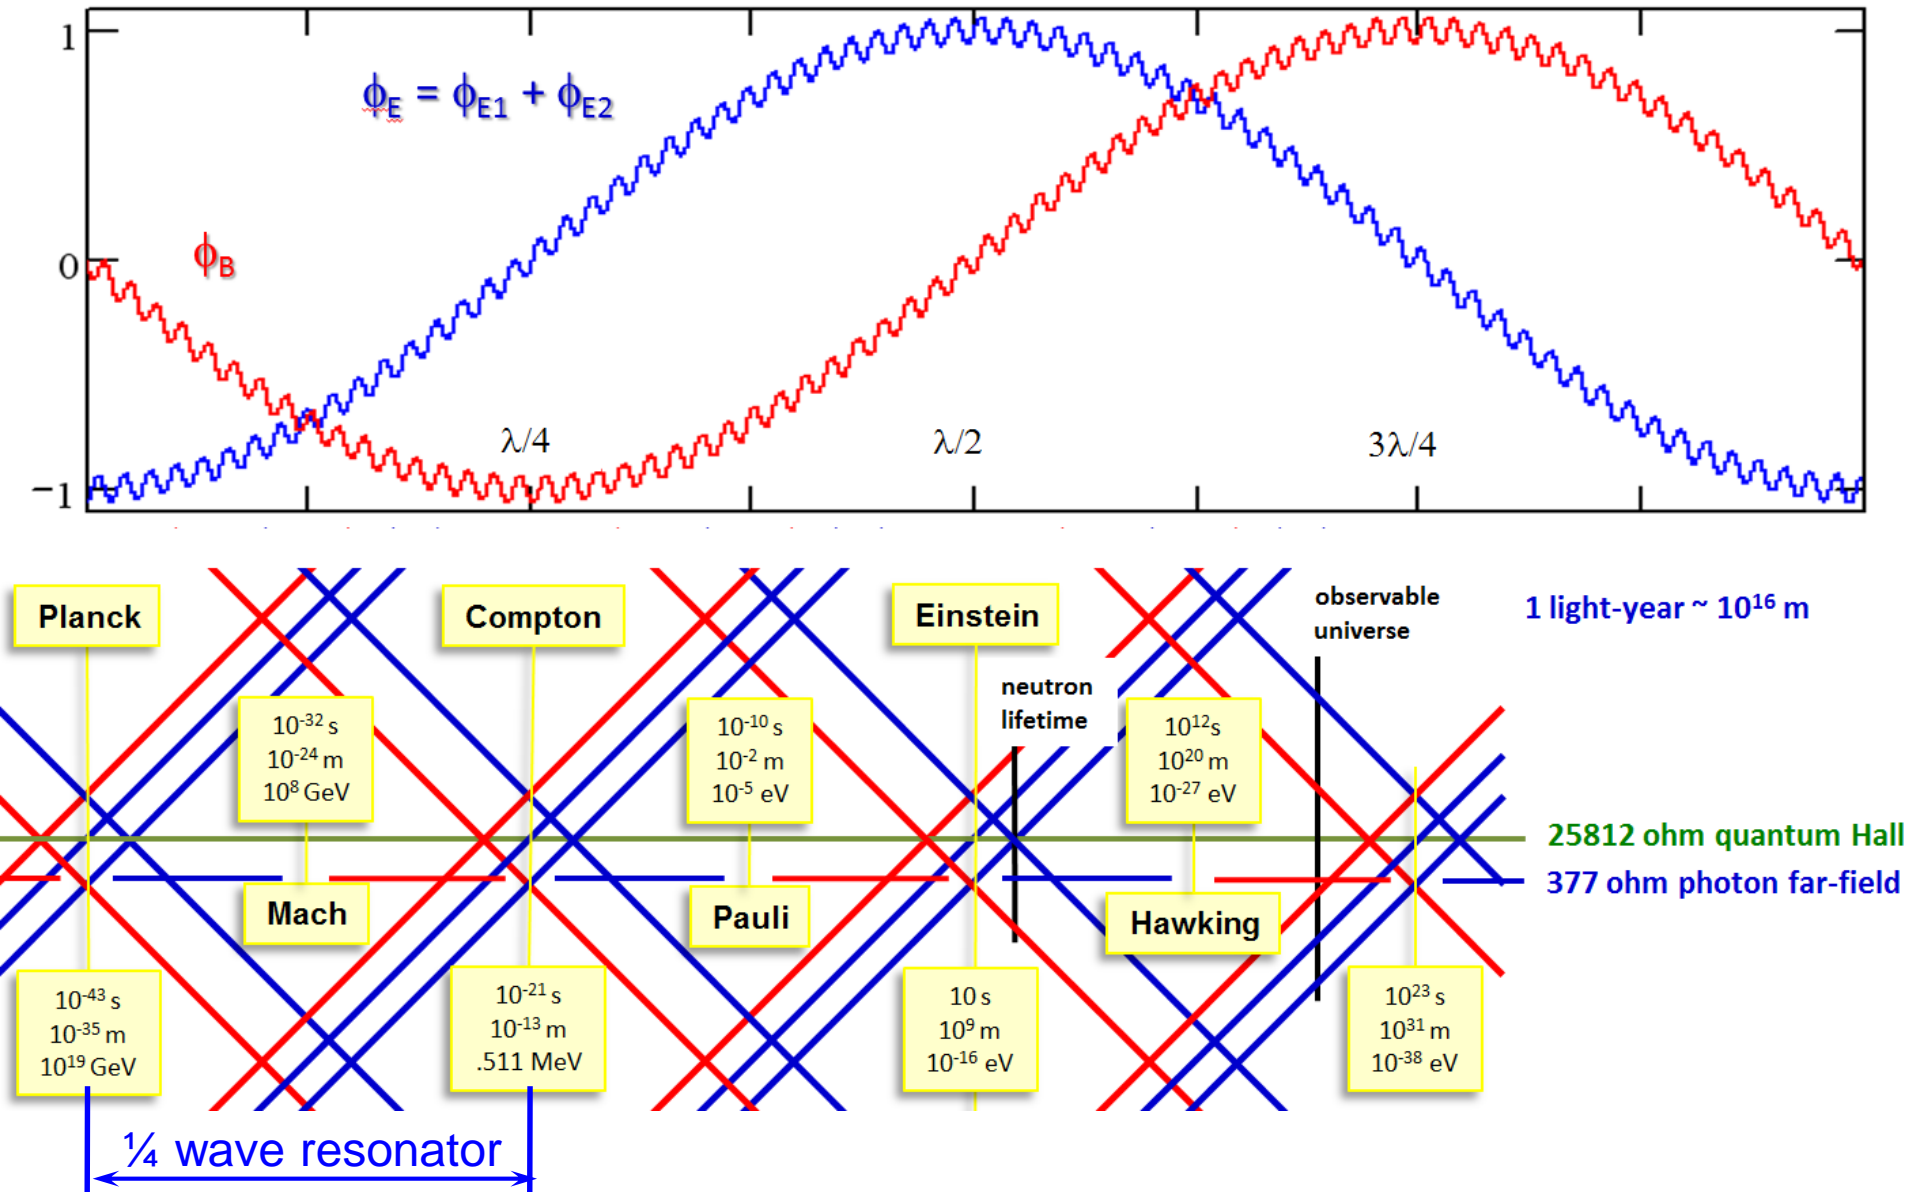 1
0
−1
ϕE = ϕE1 + ϕE2
ϕB
λ/4
λ/2
3λ/4
Planck
Compton
Einstein
observable
universe
1 light-year ~ 10¹⁶ m
neutron
lifetime
10⁻³² s
10⁻²⁴ m
10⁸ GeV
10⁻¹⁰ s
10⁻² m
10⁻⁵ eV
10¹² s
10²⁰ m
10⁻²⁷ eV
25812 ohm quantum Hall
377 ohm photon far-field
Mach
Pauli
Hawking
10⁻⁴³ s
10⁻³⁵ m
10¹⁹ GeV
10⁻²¹ s
10⁻¹³ m
.511 MeV
10 s
10⁹ m
10⁻¹⁶ eV
10²³ s
10³¹ m
10⁻³⁸ eV
¼ wave resonator